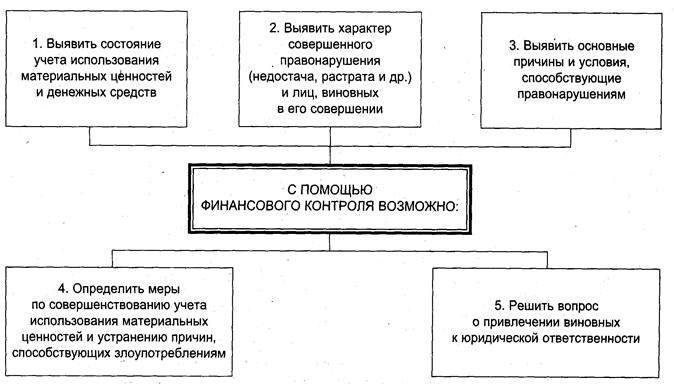 1. Выявить состояние
учета использования
материальных ценностей
и денежных средств
2. Выявить характер
совершенного
правонарушения
(недостача, растрата и др.)
и лиц, виновных
в его совершении
3. Выявить основные
причины и условия,
способствующие
правонарушениям
С ПОМОЩЬЮ
ФИНАНСОВОГО КОНТРОЛЯ ВОЗМОЖНО:
4. Определить меры
по совершенствованию учета
использования материальных
ценностей и устранению причин,
способствующих злоупотреблениям
5. Решить вопрос
о привлечении виновных
к юридической ответственности